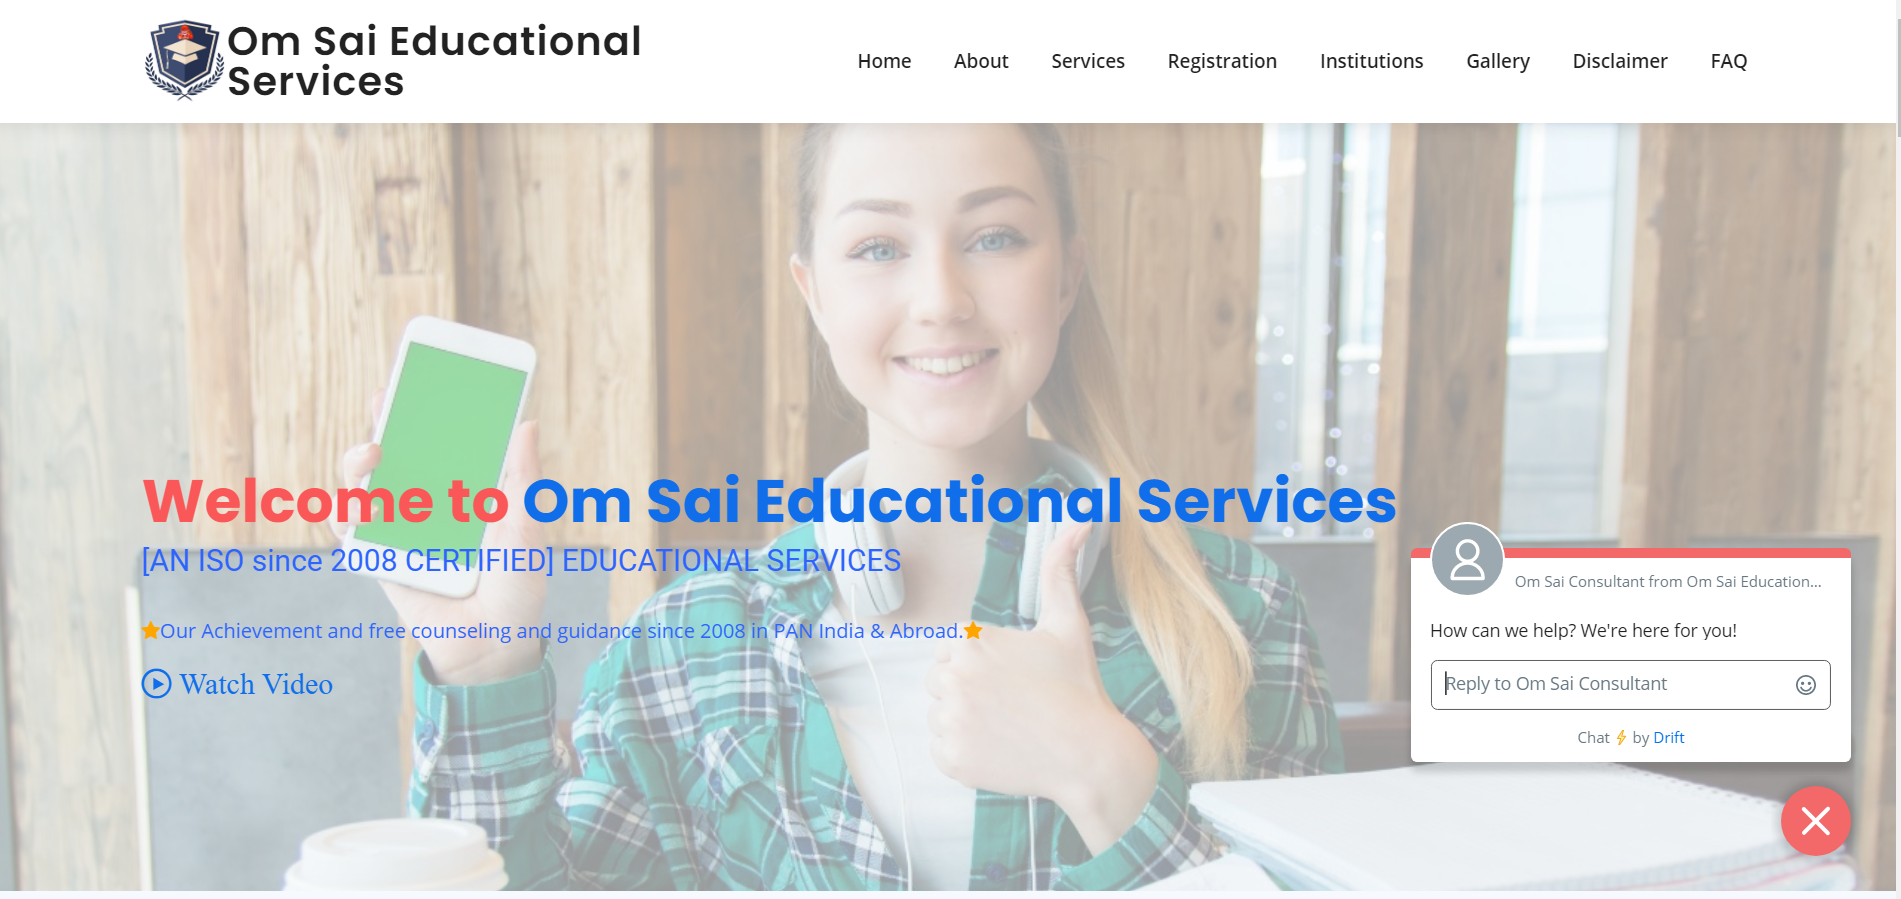 Om Sai Educational
Services
Home About Services Registration Institutions Gallery Disclaimer FAQ
Welcome to Om Sai Educational Services
[AN ISO since 2008 CERTIFIED] EDUCATIONAL SERVICES
⭐Our Achievement and free counseling and guidance since 2008 in PAN India & Abroad.⭐
Watch Video
Om Sai Consultant from Om Sai Education...
How can we help? We're here for you!
Reply to Om Sai Consultant
Chat ⚡ by Drift